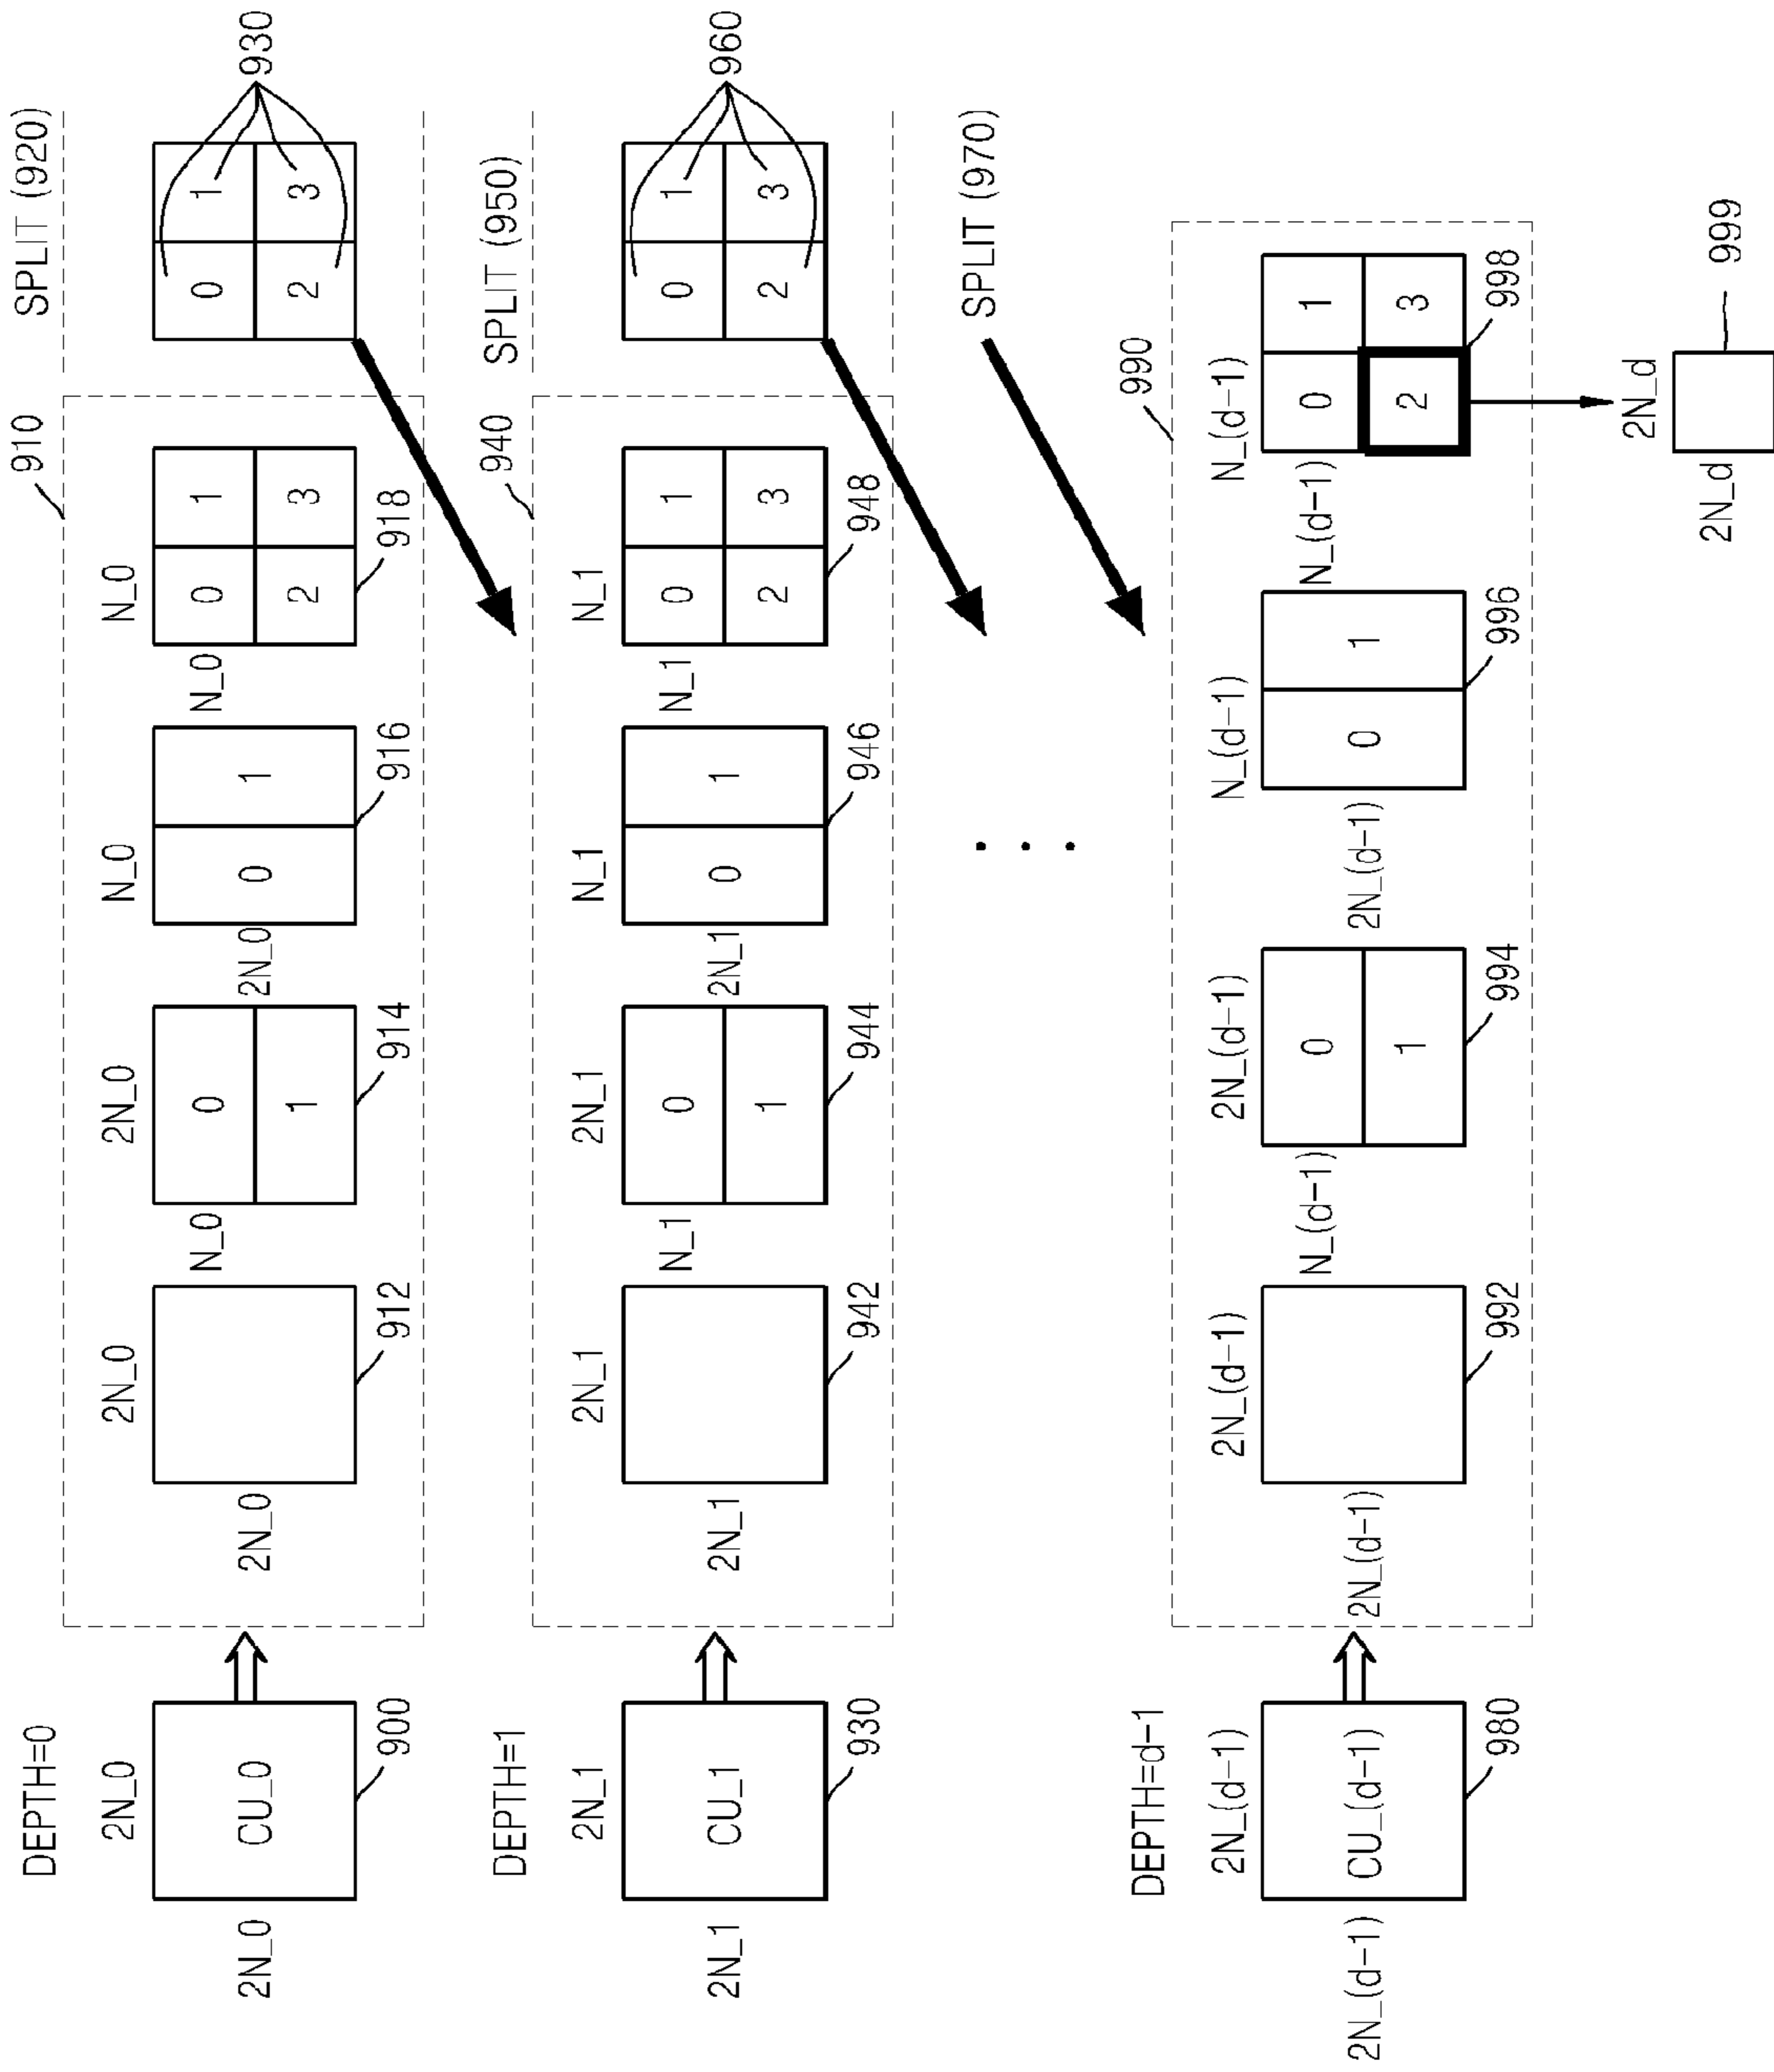 DEPTH=0
2N_0
2N_0
CU_0
900
910
2N_0
2N_0
912
2N_0
N_0
0
1
914
N_0
2N_0
0
1
916
N_0
N_0
0
1
2
3
918
SPLIT (920)
0
1
2
3
930
DEPTH=1
2N_1
2N_1
CU_1
930
940
2N_1
2N_1
942
2N_1
N_1
0
1
944
N_1
2N_1
0
1
946
N_1
N_1
0
1
2
3
948
SPLIT (950)
0
1
2
3
960
SPLIT (970)
DEPTH=d-1
2N_(d-1)
2N_(d-1)
CU_(d-1)
980
990
2N_(d-1)
2N_(d-1)
992
2N_(d-1)
N_(d-1)
0
1
994
N_(d-1)
2N_(d-1)
0
1
996
N_(d-1)
N_(d-1)
0
1
2
3
998
2N_d
2N_d
999